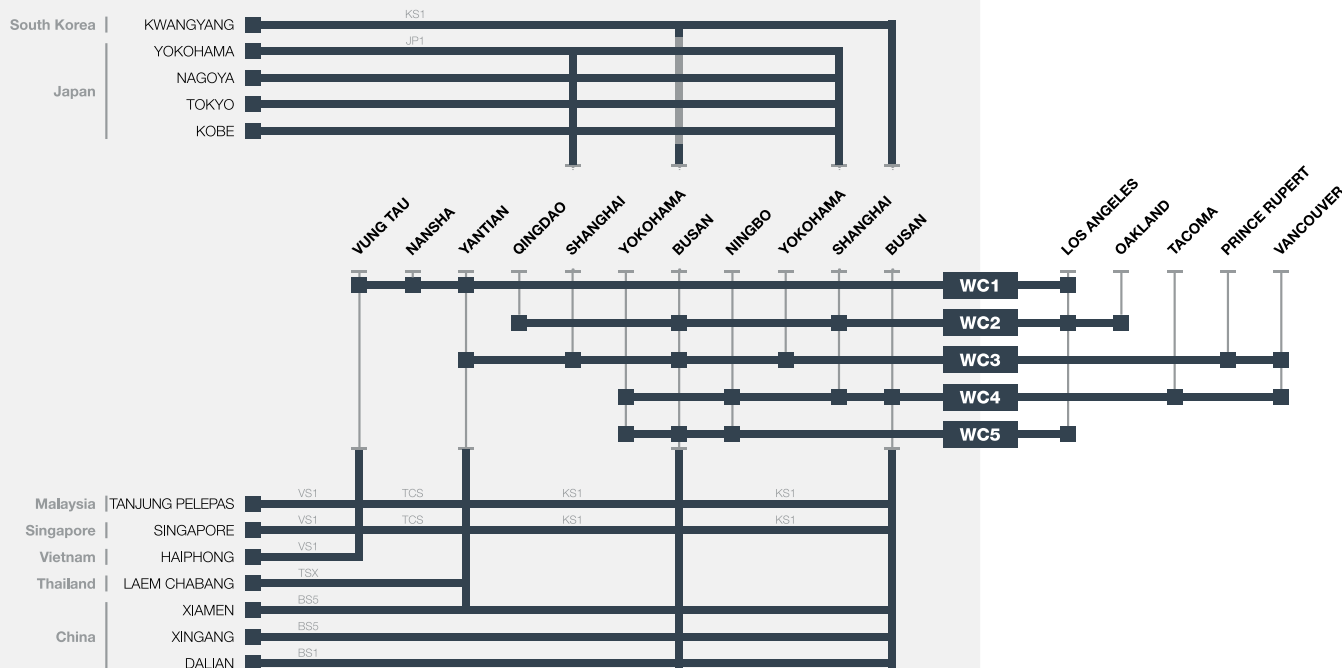 South Korea KWANGYANG KS1
YOKOHAMA JP1
NAGOYA
Japan
TOKYO
KOBE
VUNG TAU NANSHA YANTIAN QINGDAO SHANGHAI YOKOHAMA BUSAN NINGBO YOKOHAMA SHANGHAI BUSAN LOS ANGELES OAKLAND TACOMA PRINCE RUPERT VANCOUVER
WC1
WC2
WC3
WC4
WC5
Malaysia TANJUNG PELEPAS VS1 TCS KS1 KS1
Singapore SINGAPORE VS1 TCS KS1 KS1
Vietnam HAIPHONG VS1
Thailand LAEM CHABANG TSX
XIAMEN BS5
China XINGANG BS5
DALIAN BS1